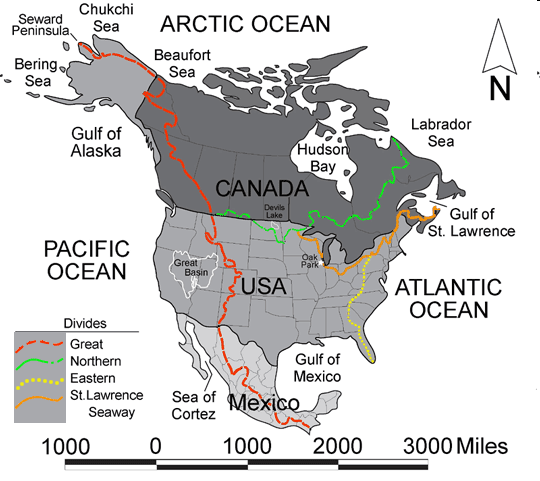 Chukchi
Sea
ARCTIC OCEAN
Seward
Peninsula
Beaufort
Sea
Bering
Sea
N
Gulf of
Alaska
Labrador
Sea
Hudson
Bay
CANADA
Devils
Lake
Gulf of
St. Lawrence
PACIFIC
OCEAN
Great
Basin
Oak
Park
USA
ATLANTIC
OCEAN
Divides
Great
Northern
Eastern
St.Lawrence
Seaway
Gulf of
Mexico
Sea of
Cortez
Mexico
1000 0 1000 2000 3000 Miles